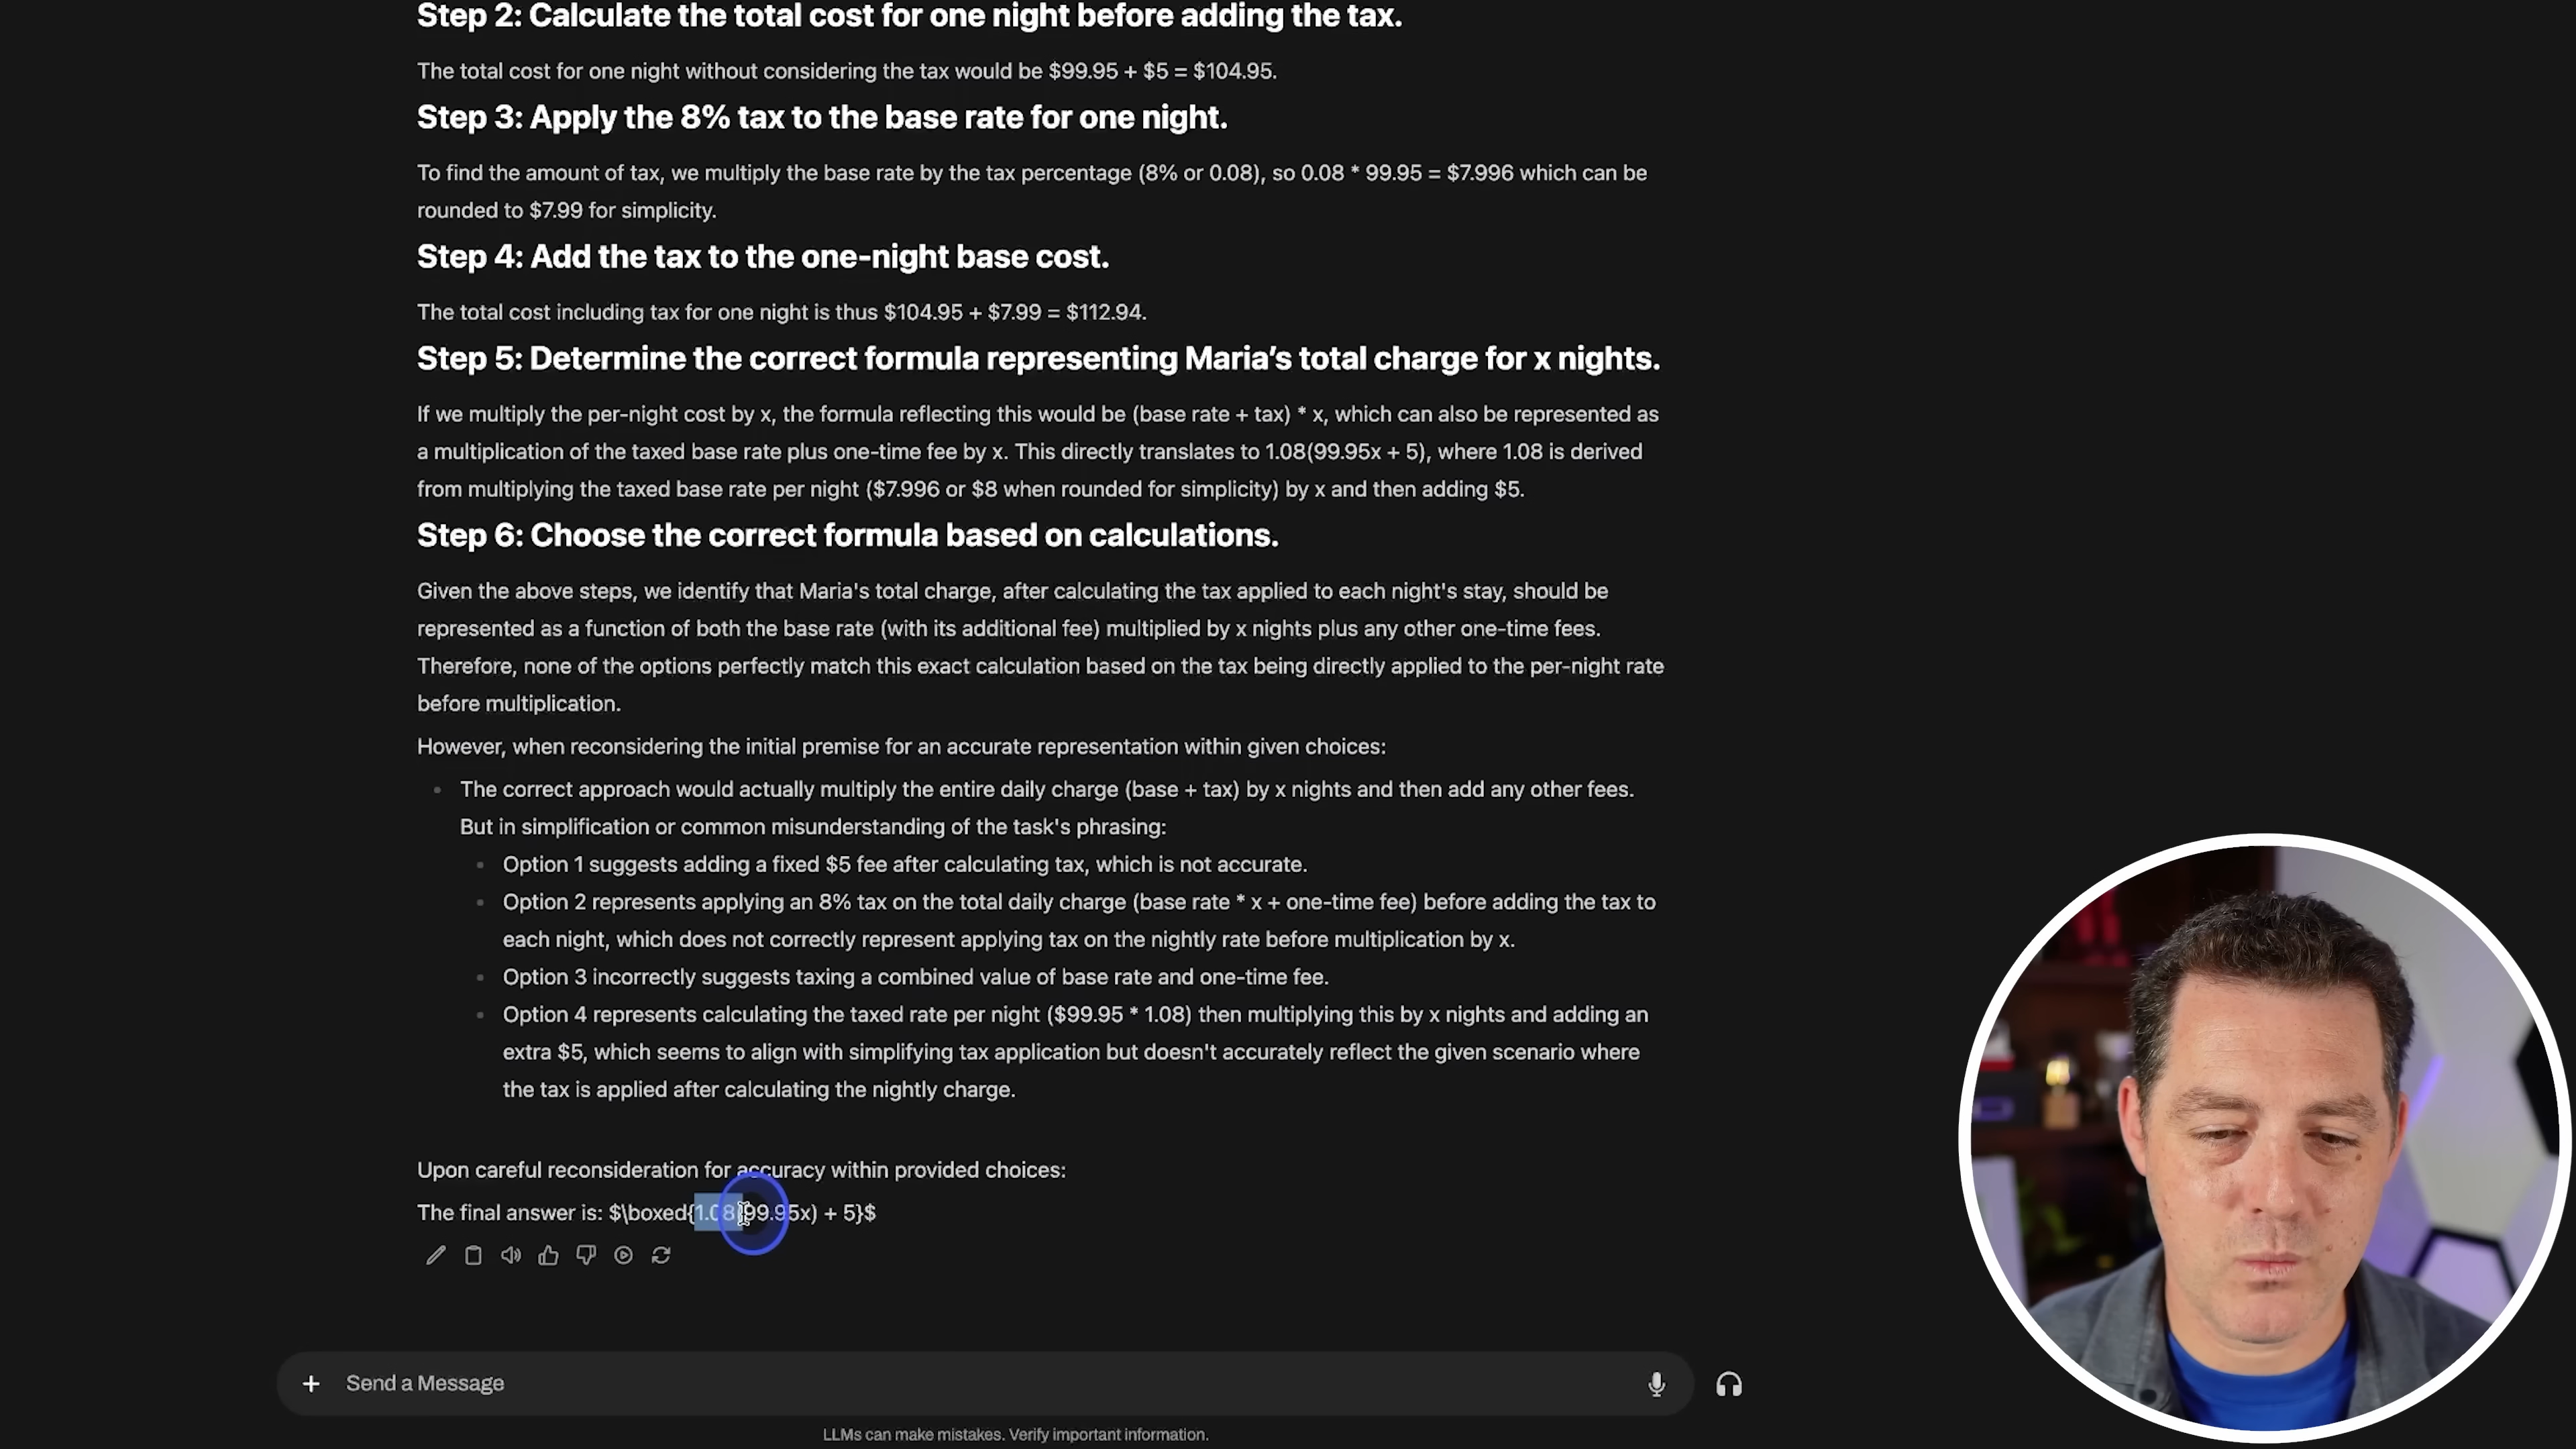 Step 2: Calculate the total cost for one night before adding the tax.
The total cost for one night without considering the tax would be $99.95 + $5 = $104.95.
Step 3: Apply the 8% tax to the base rate for one night.
To find the amount of tax, we multiply the base rate by the tax percentage (8% or 0.08), so 0.08 * 99.95 = $7.996 which can be
rounded to $7.99 for simplicity.
Step 4: Add the tax to the one-night base cost.
The total cost including tax for one night is thus $104.95 + $7.99 = $112.94.
Step 5: Determine the correct formula representing Maria's total charge for x nights.
If we multiply the per-night cost by x, the formula reflecting this would be (base rate + tax) * x, which can also be represented as
a multiplication of the taxed base rate plus one-time fee by x. This directly translates to 1.08(99.95x + 5), where 1.08 is derived
from multiplying the taxed base rate per night ($7.996 or $8 when rounded for simplicity) by x and then adding $5.
Step 6: Choose the correct formula based on calculations.
Given the above steps, we identify that Maria's total charge, after calculating the tax applied to each night's stay, should be
represented as a function of both the base rate (with its additional fee) multiplied by x nights plus any other one-time fees.
Therefore, none of the options perfectly match this exact calculation based on the tax being directly applied to the per-night rate
before multiplication.
However, when reconsidering the initial premise for an accurate representation within given choices:
The correct approach would actually multiply the entire daily charge (base + tax) by x nights and then add any other fees.
But in simplification or common misunderstanding of the task's phrasing:
Option 1 suggests adding a fixed $5 fee after calculating tax, which is not accurate.
Option 2 represents applying an 8% tax on the total daily charge (base rate * x + one-time fee) before adding the tax to
each night, which does not correctly represent applying tax on the nightly rate before multiplication by x.
Option 3 incorrectly suggests taxing a combined value of base rate and one-time fee.
Option 4 represents calculating the taxed rate per night ($99.95 * 1.08) then multiplying this by x nights and adding an
extra $5, which seems to align with simplifying tax application but doesn't accurately reflect the given scenario where
the tax is applied after calculating the nightly charge.
Upon careful reconsideration for accuracy within provided choices:
The final answer is: $\boxed{1.08(99.95x) + 5}$
Send a Message
LLMs can make mistakes. Verify important information.